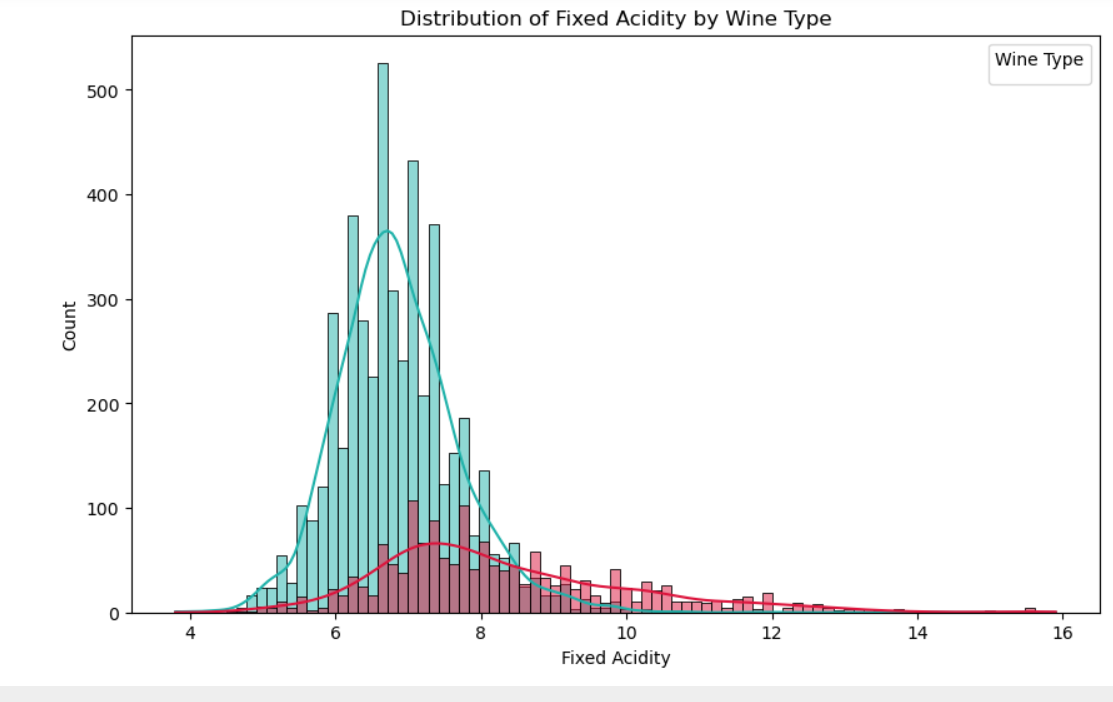 Distribution of Fixed Acidity by Wine Type
Wine Type
500
400
300
200
100
0
Count
4 6 8 10 12 14 16
Fixed Acidity